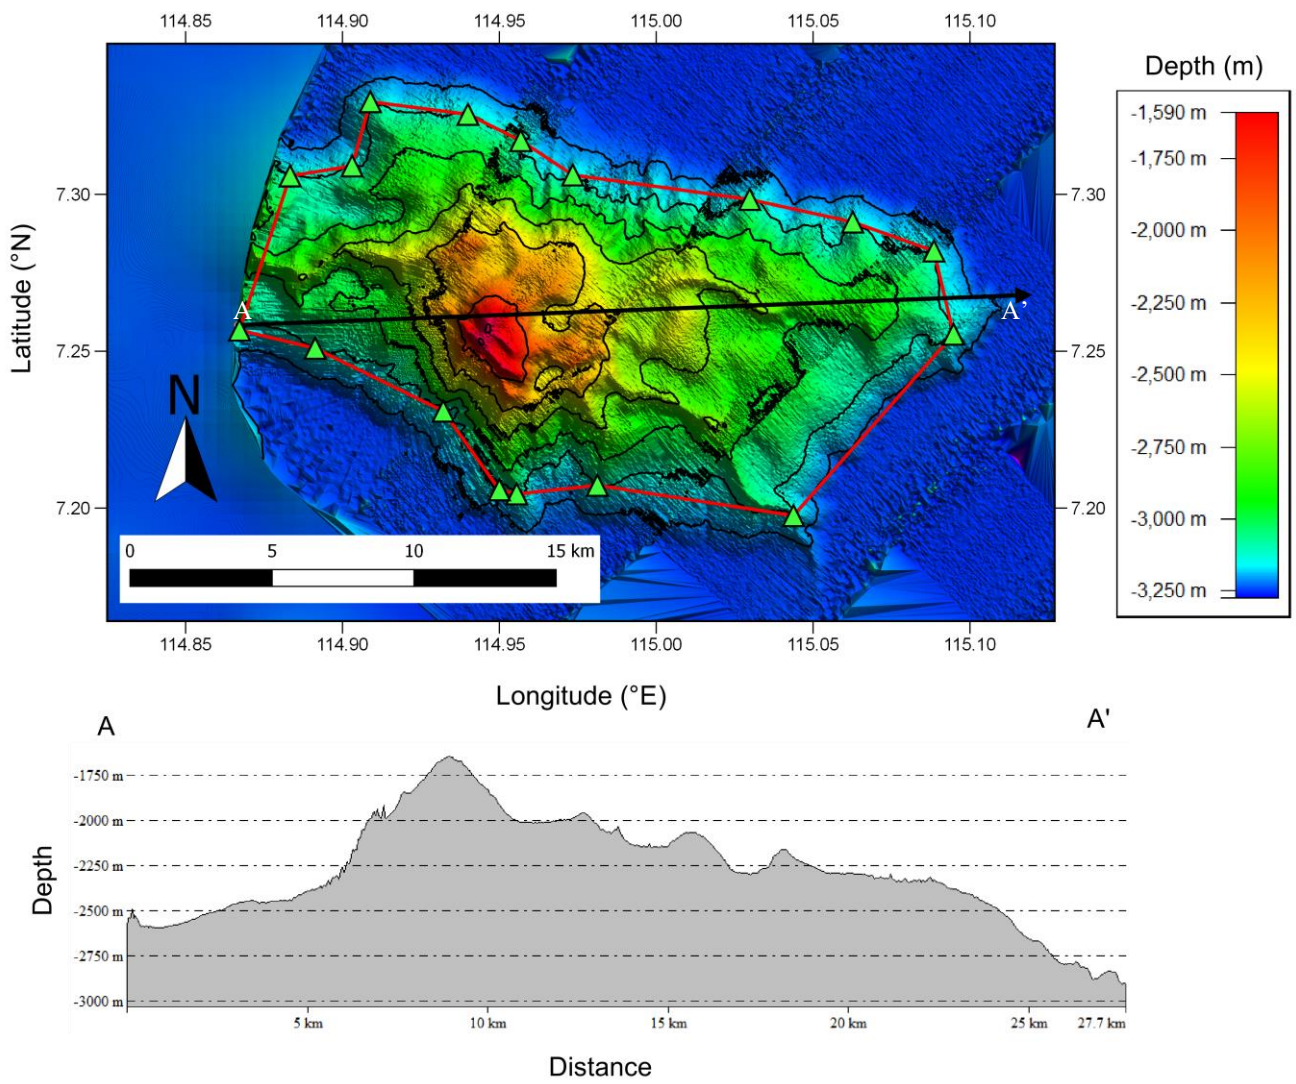 114.85 114.90 114.95 115.00 115.05 115.10
Depth (m)
-1,590 m
-1,750 m
-2,000 m
-2,250 m
-2,500 m
-2,750 m
-3,000 m
-3,250 m
Latitude (°N)
7.30 7.30
7.25 7.25
7.20 7.20
A A’
N
0 5 10 15 km
114.85 114.90 114.95 115.00 115.05 115.10
Longitude (°E)
A A'
Depth
-1750 m
-2000 m
-2250 m
-2500 m
-2750 m
-3000 m
5 km 10 km 15 km 20 km 25 km 27.7 km
Distance